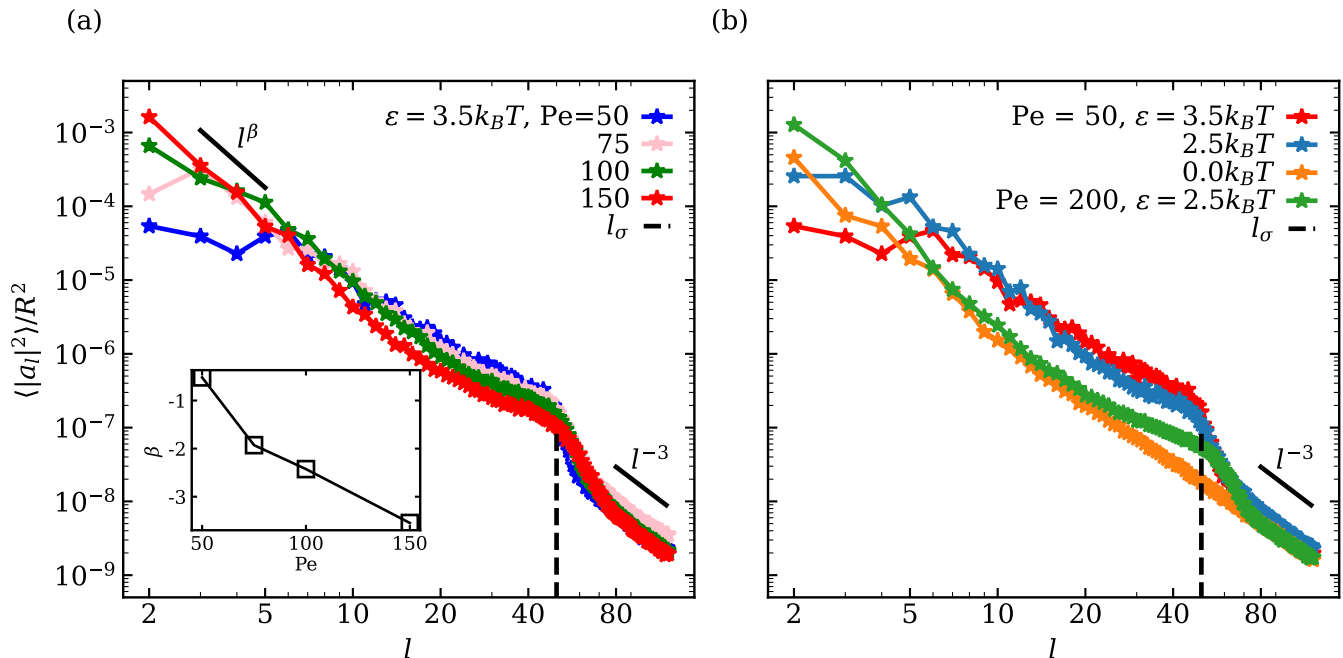 (a)
(b)
ε = 3.5k_BT, Pe=50
75
100
150
l_σ
l^β
l^{-3}
⟨|a_l|^2⟩/R^2
10^{-3}
10^{-4}
10^{-5}
10^{-6}
10^{-7}
10^{-8}
10^{-9}
2
5
10
20
40
80
l
β
-1
-2
-3
50
100
150
Pe
Pe = 50, ε = 3.5k_BT
2.5k_BT
0.0k_BT
Pe = 200, ε = 2.5k_BT
l_σ
l^{-3}
2
5
10
20
40
80
l